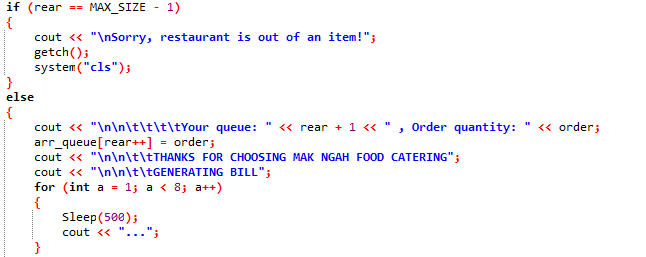 if (rear == MAX_SIZE - 1)
{
    cout << "\nSorry, restaurant is out of an item!";
    getch();
    system("cls");
}
else
{
    cout << "\n\n\t\t\t\tYour queue: " << rear + 1 << " , Order quantity: " << order;
    arr_queue[rear++] = order;
    cout << "\n\n\t\tTHANKS FOR CHOOSING MAK NGAH FOOD CATERING";
    cout << "\n\n\t\tGENERATING BILL";
    for (int a = 1; a < 8; a++)
    {
        Sleep(500);
        cout << "...";
    }